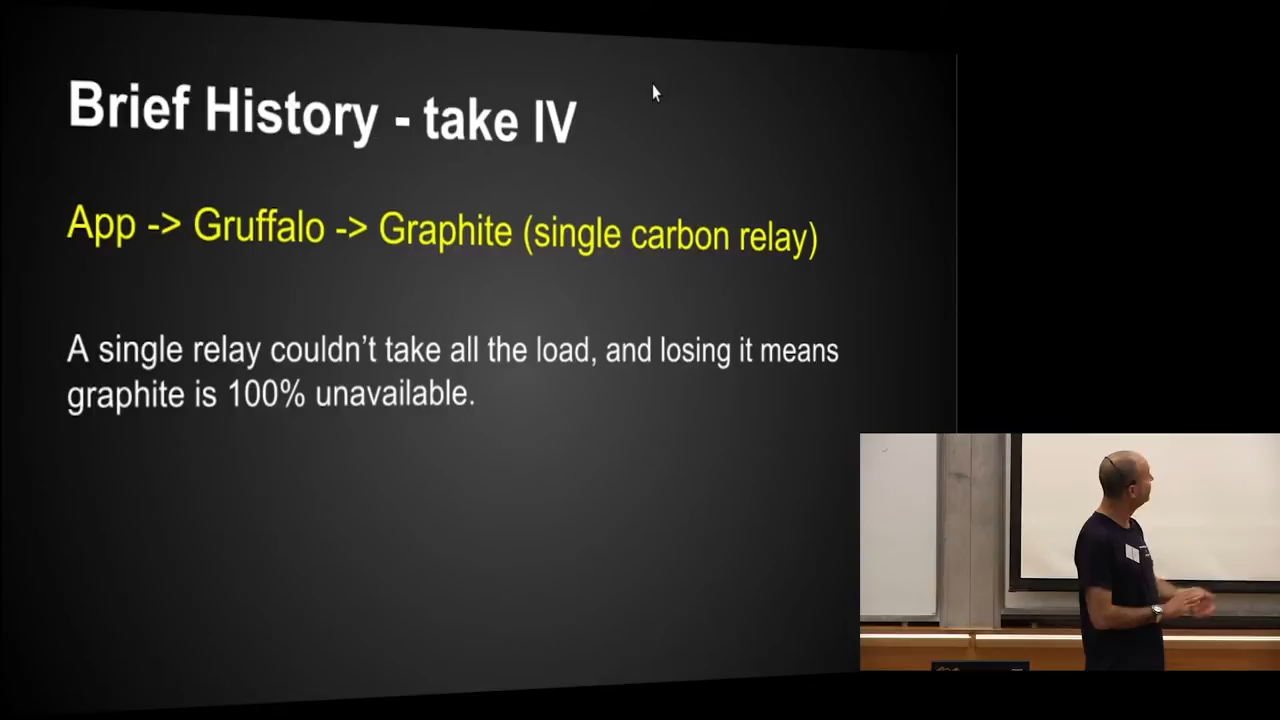 Brief History - take IV
App -> Gruffalo -> Graphite (single carbon relay)
A single relay couldn't take all the load, and losing it means
graphite is 100% unavailable.